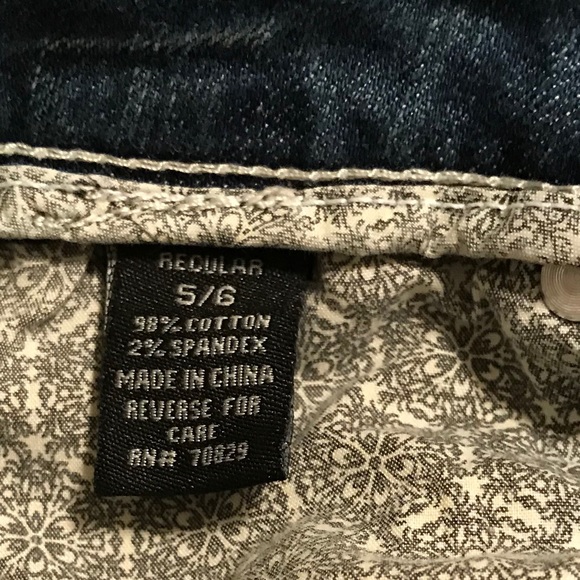 REGULAR
5/6
98% COTTON
2% SPANDEX
MADE IN CHINA
REVERSE FOR
CARE
RN# 70829